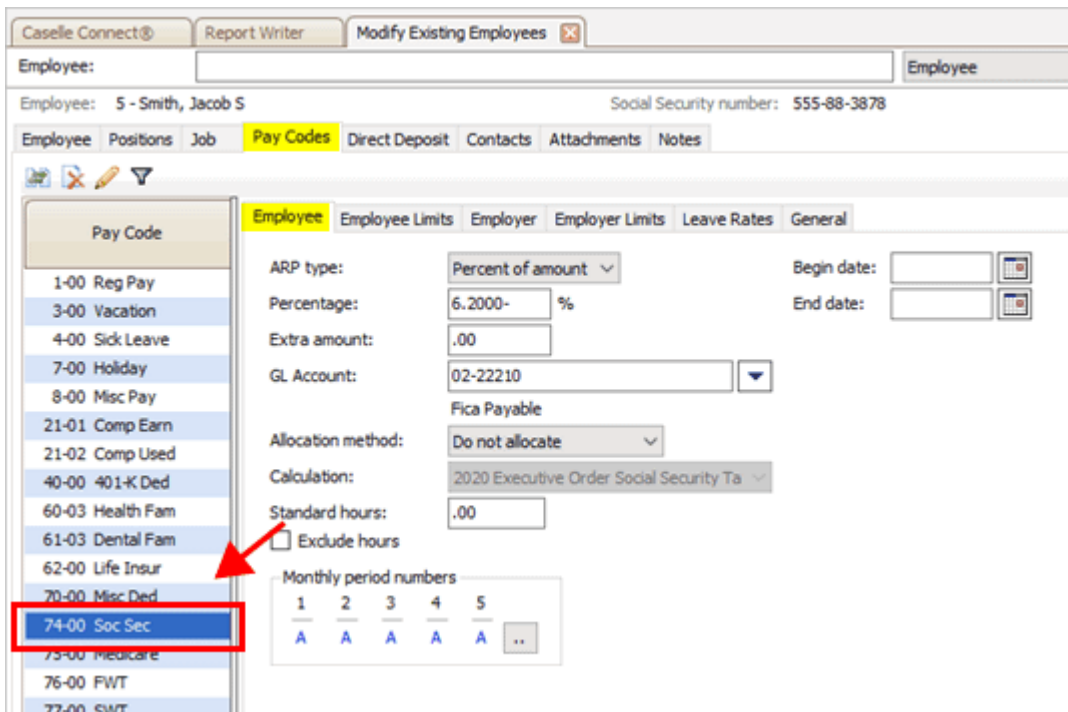 Caselle Connect® Report Writer Modify Existing Employees
Employee: Employee
Employee: 5 - Smith, Jacob S Social Security number: 555-88-3878
Employee Positions Job Pay Codes Direct Deposit Contacts Attachments Notes
Pay Code
Employee Employee Limits Employer Employer Limits Leave Rates General
1-00 Reg Pay
3-00 Vacation
4-00 Sick Leave
7-00 Holiday
8-00 Misc Pay
21-01 Comp Earn
21-02 Comp Used
40-00 401-K Ded
60-03 Health Fam
61-03 Dental Fam
62-00 Life Insur
70-00 Misc Ded
74-00 Soc Sec
75-00 Medicare
76-00 FWT
77-00 SWT
ARP type: Percent of amount Begin date:
Percentage: 6.2000- % End date:
Extra amount: .00
GL Account: 02-22210
Fica Payable
Allocation method: Do not allocate
Calculation: 2020 Executive Order Social Security Ta
Standard hours: .00
Exclude hours
Monthly period numbers
1 2 3 4 5
A A A A A ..